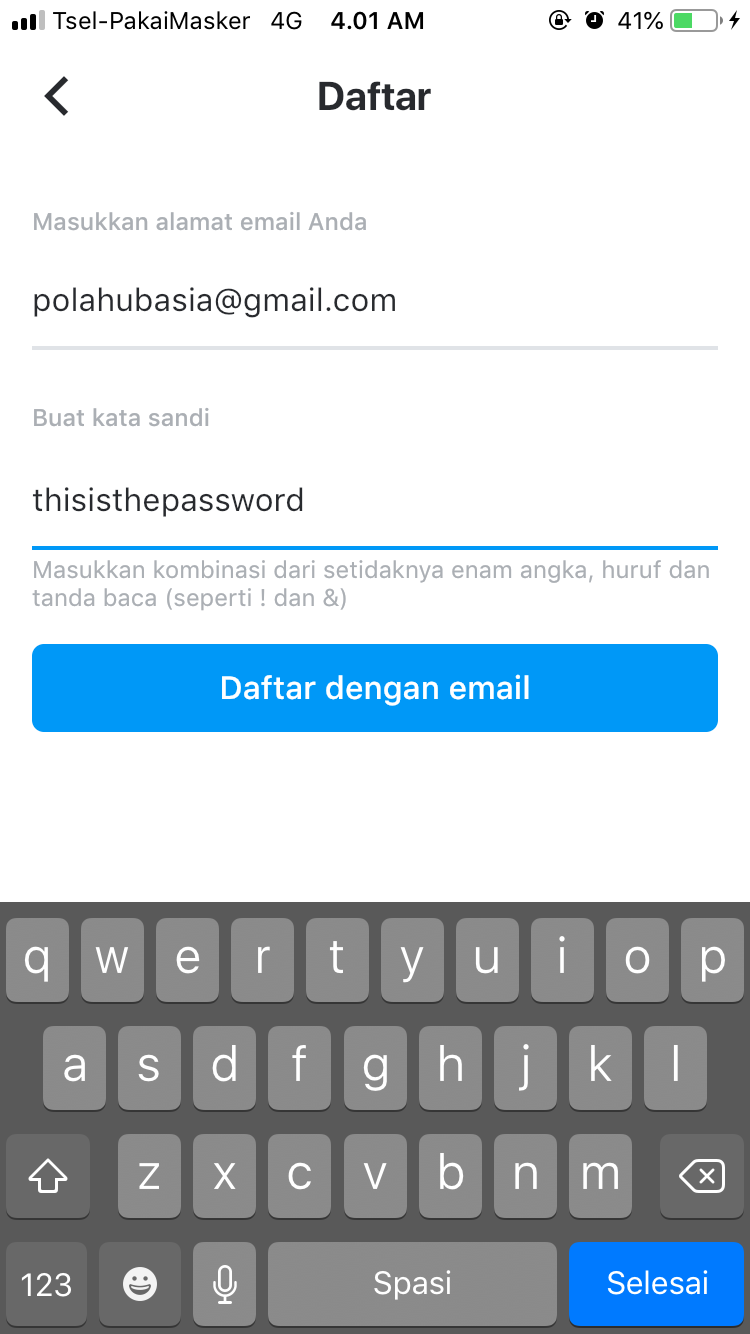 Tsel-PakaiMasker 4G 4.01 AM 41%
Daftar
Masukkan alamat email Anda
polahubasia@gmail.com
Buat kata sandi
thisisthepassword
Masukkan kombinasi dari setidaknya enam angka, huruf dan
tanda baca (seperti ! dan &)
Daftar dengan email
q w e r t y u i o p
a s d f g h j k l
z x c v b n m
123 Spasi Selesai